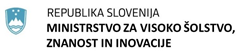 REPUBLIKA SLOVENIJA
MINISTRSTVO ZA VISOKO ŠOLSTVO,
ZNANOST IN INOVACIJE